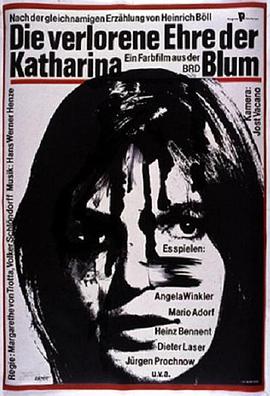 Nach der gleichnamigen Erzählung von Heinrich Böll
Die verlorene Ehre der
Katharina Blum
Ein Farbfilm aus der
BRD
Kamera:
Jost Vacano
Regie: Margarethe von Trotta, Volker Schlöndorff Musik: Hans Werner Henze
Es spielen:
Angela Winkler
Mario Adorf
Heinz Bennent
Dieter Laser
Jürgen Prochnow
u.v.a.